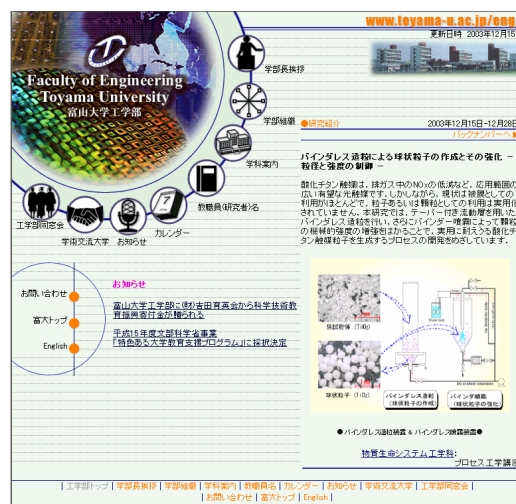 www.toyama-u.ac.jp/eng
更新日時 2003年12月15
Faculty of Engineering
Toyama University
富山大学工学部
学部長挨拶
学部組織
学科案内
教職員(研究者)名
カレンダー
お知らせ
学術交流大学
工学部同窓会
●研究紹介 2003年12月15日-12月28日
バックナンバーへ
バインダレス造粒による球状粒子の作成とその強化 －
粒径と強度の制御 －
酸化チタン触媒は、排ガス中のNOxの低減など、応用範囲の
広い有望な光触媒です。しかしながら、現状は被膜としての
利用がほとんどで、粒子あるいは顆粒としての利用は実用化
されていません。本研究では、テーパー付き流動層を用いた
バインダレス造粒を行い、さらにバインダー噴霧によって顆粒
の機械的強度の増強をはかることで、実用に耐えうる酸化チ
タン触媒粒子を生成するプロセスの開発をめざしています。
供試粉体 (TiO₂)
球状粒子 (TiO₂)
バインダレス造粒
(球状粒子の作成)
バインダ噴霧
(球状粒子の強化)
●バインダレス造粒装置 & バインダ噴霧装置●
物質生命システム工学科:
プロセス工学講座
お問い合わせ
富大トップ
English
お知らせ
富山大学工学部に(財)吉田育英会から科学技術教
育振興寄付金が贈られる
平成15年度文部科学省事業
「特色ある大学教育支援プログラム」に採択決定
| 工学部トップ | 学部長挨拶 | 学部組織 | 学科案内 | 教職員名 | カレンダー | お知らせ | 学術交流大学 | 工学部同窓会 |
| お問い合わせ | 富大トップ | English |